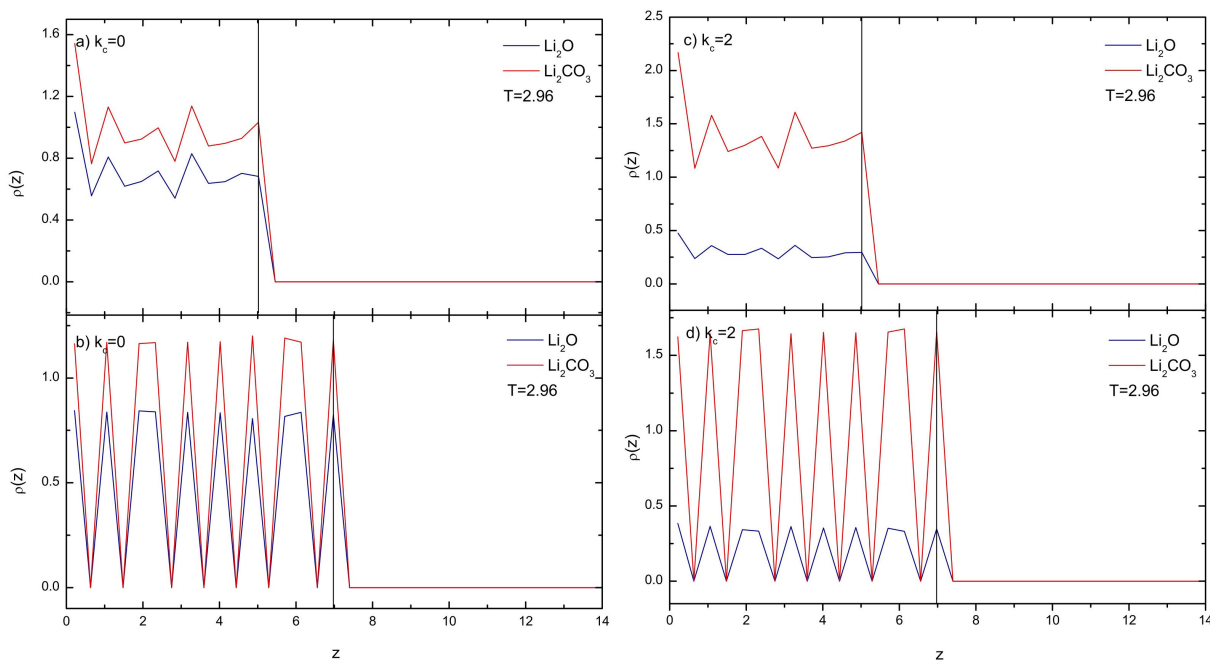 a) k_c=0
Li₂O
Li₂CO₃
T=2.96
ρ(z)
1.6
1.2
0.8
0.4
0.0
b) k_c=0
Li₂O
Li₂CO₃
T=2.96
ρ(z)
1.0
0.5
0.0
0 2 4 6 8 10 12 14
z
c) k_c=2
Li₂O
Li₂CO₃
T=2.96
ρ(z)
2.5
2.0
1.5
1.0
0.5
0.0
d) k_c=2
Li₂O
Li₂CO₃
T=2.96
ρ(z)
1.5
1.0
0.5
0.0
0 2 4 6 8 10 12 14
z